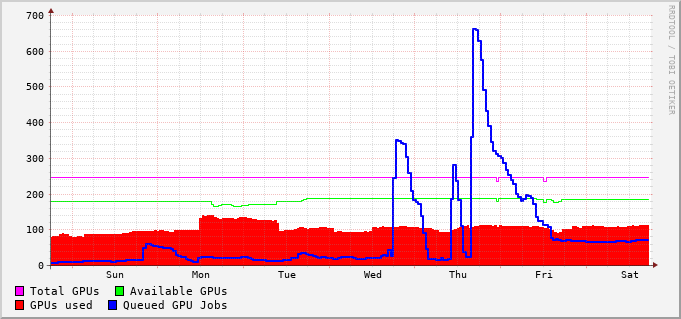 700
600
500
400
300
200
100
0
Sun Mon Tue Wed Thu Fri Sat
Total GPUs Available GPUs
GPUs used Queued GPU Jobs
RRDTOOL / TOBI OETIKER